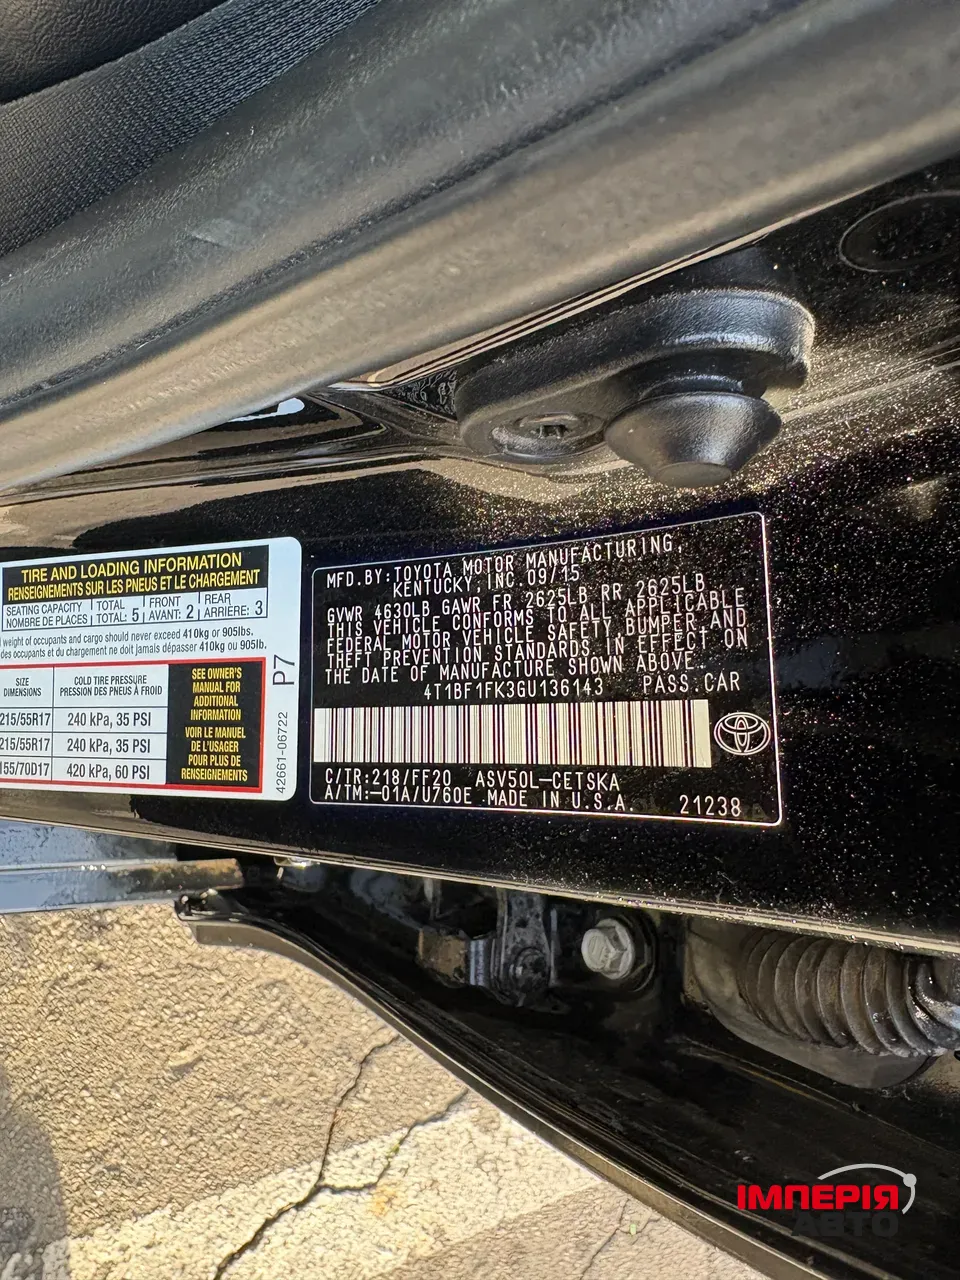 TIRE AND LOADING INFORMATION
RENSEIGNEMENTS SUR LES PNEUS ET LE CHARGEMENT
SEATING CAPACITY TOTAL FRONT REAR
NOMBRE DE PLACES TOTAL: 5 AVANT: 2 ARRIÈRE: 3
weight of occupants and cargo should never exceed 410kg or 905lbs.
des occupants et du chargement ne doit jamais dépasser 410kg ou 905lb.
SIZE COLD TIRE PRESSURE
DIMENSIONS PRESSION DES PNEUS À FROID
215/55R17 240 kPa, 35 PSI
215/55R17 240 kPa, 35 PSI
155/70D17 420 kPa, 60 PSI
SEE OWNER'S
MANUAL FOR
ADDITIONAL
INFORMATION
VOIR LE MANUEL
DE L'USAGER
POUR PLUS DE
RENSEIGNEMENTS
P7
42661-06722
MFD.BY:TOYOTA MOTOR MANUFACTURING,
KENTUCKY, INC. 09/15
GVWR 4630LB GAWR FR 2625LB RR 2625LB
THIS VEHICLE CONFORMS TO ALL APPLICABLE
FEDERAL MOTOR VEHICLE SAFETY BUMPER AND
THEFT PREVENTION STANDARDS IN EFFECT ON
THE DATE OF MANUFACTURE SHOWN ABOVE.
4T1BF1FK3GU136143 PASS.CAR
C/TR:218/FF20 ASV50L-CETSKA
A/TM:-01A/U760E MADE IN U.S.A. 21238
ІМПЕРІЯ
АВТО